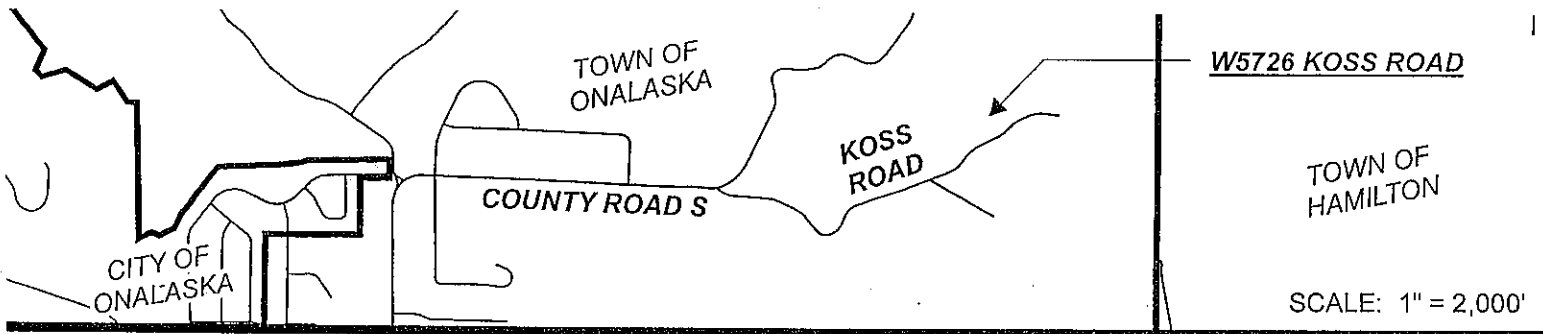 TOWN OF
ONALASKA
W5726 KOSS ROAD
KOSS
ROAD
TOWN OF
HAMILTON
COUNTY ROAD S
CITY OF
ONALASKA
SCALE: 1" = 2,000'